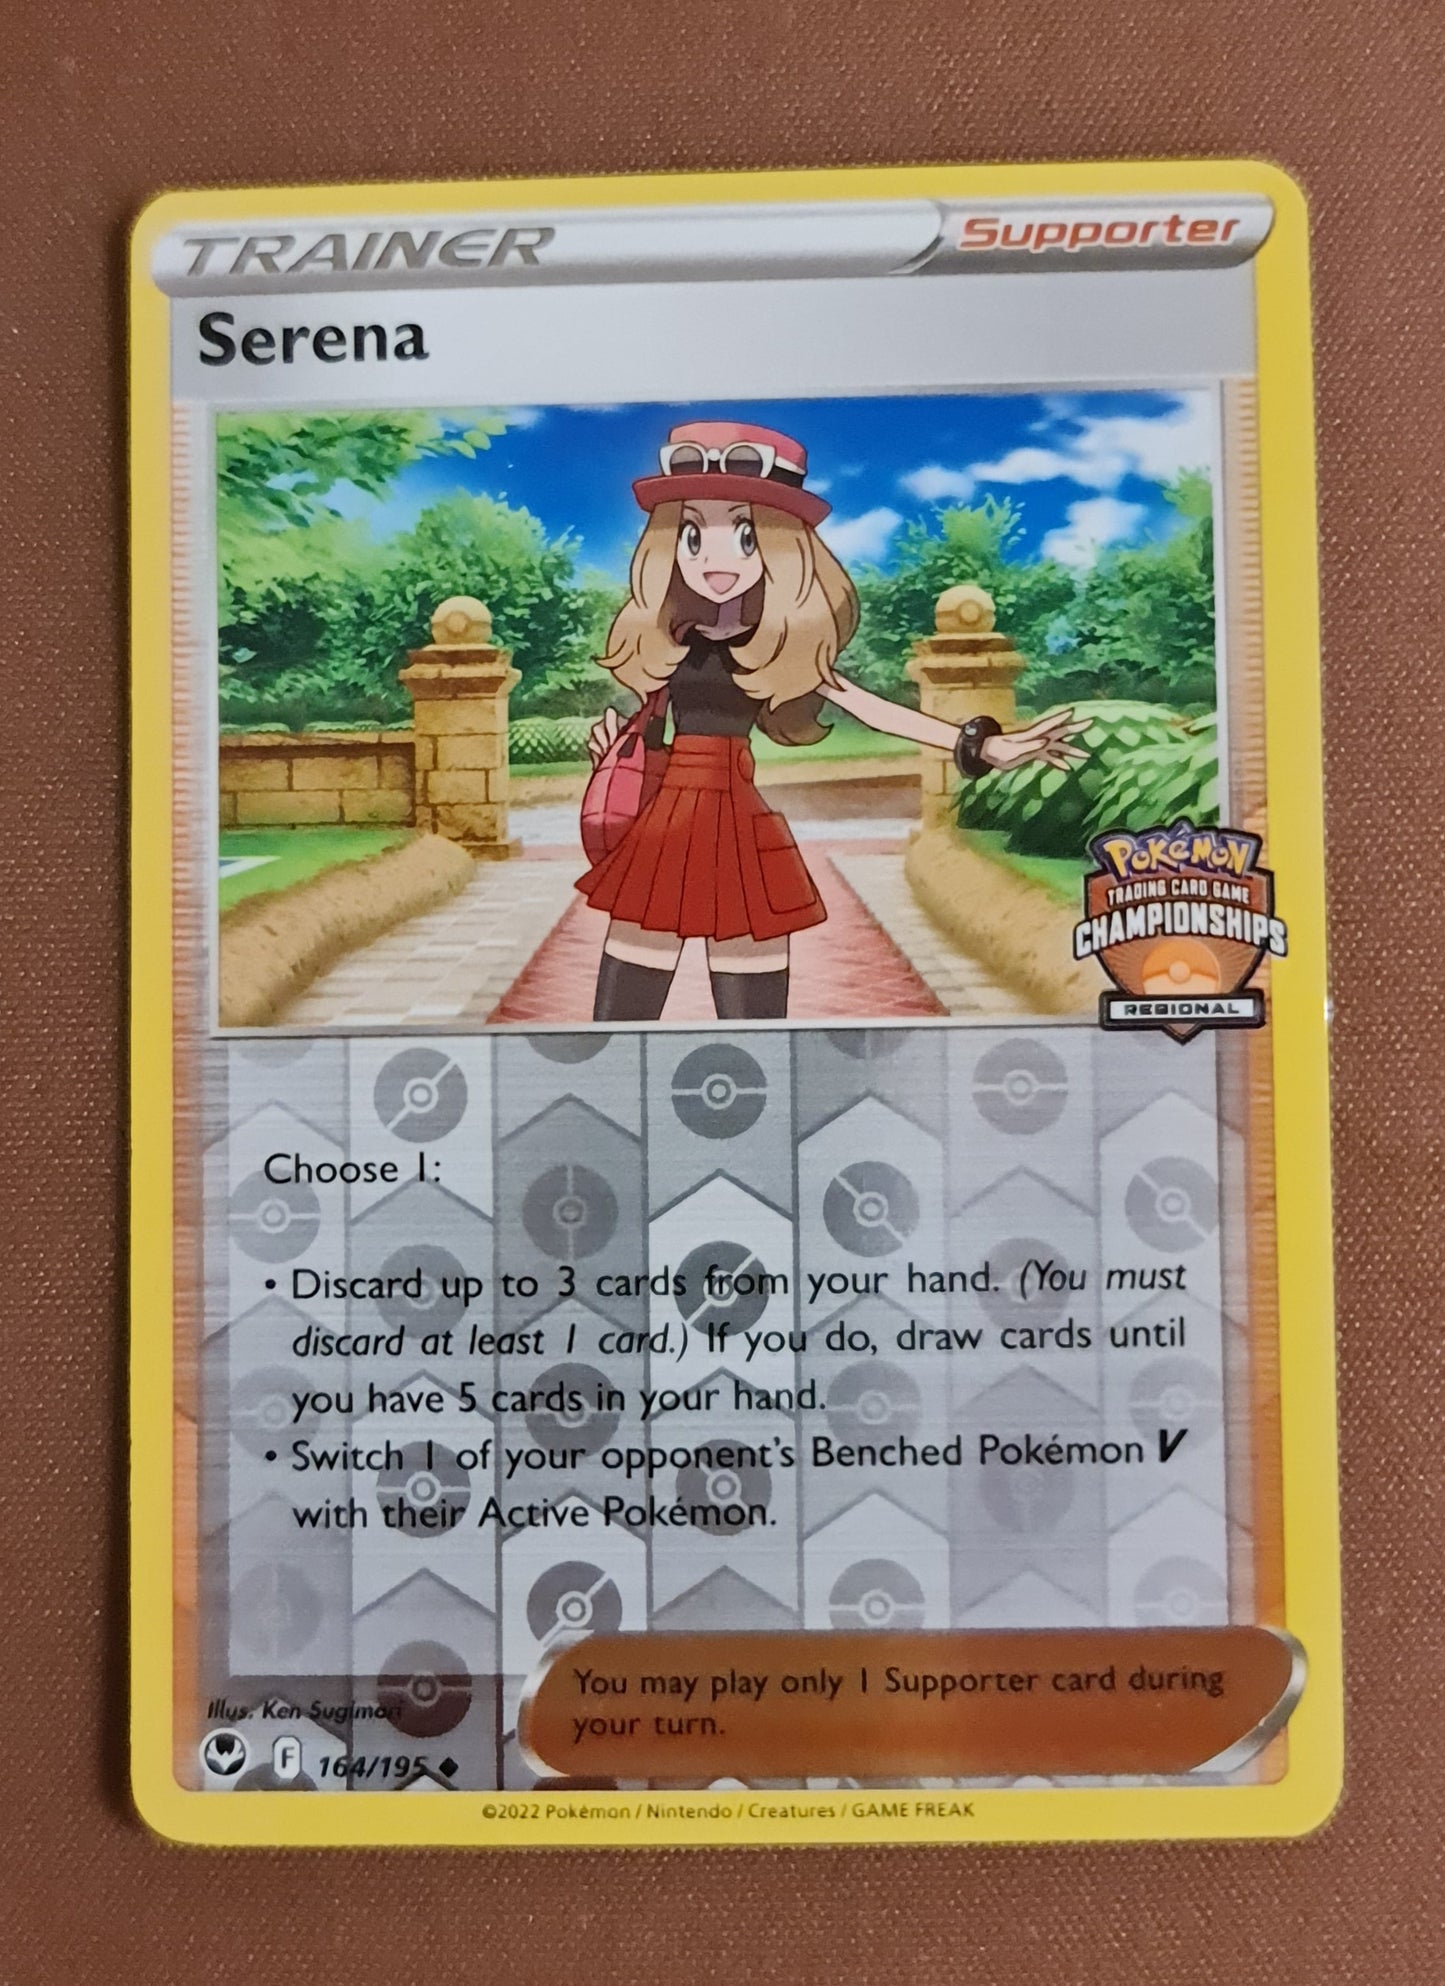 TRAINER Supporter
Serena
POKéMON
TRADING CARD GAME
CHAMPIONSHIPS
REGIONAL
Choose 1:
• Discard up to 3 cards from your hand. (You must
discard at least 1 card.) If you do, draw cards until
you have 5 cards in your hand.
• Switch 1 of your opponent's Benched Pokémon V
with their Active Pokémon.
You may play only 1 Supporter card during
your turn.
Illus. Ken Sugimori
F 164/195
©2022 Pokémon / Nintendo / Creatures / GAME FREAK